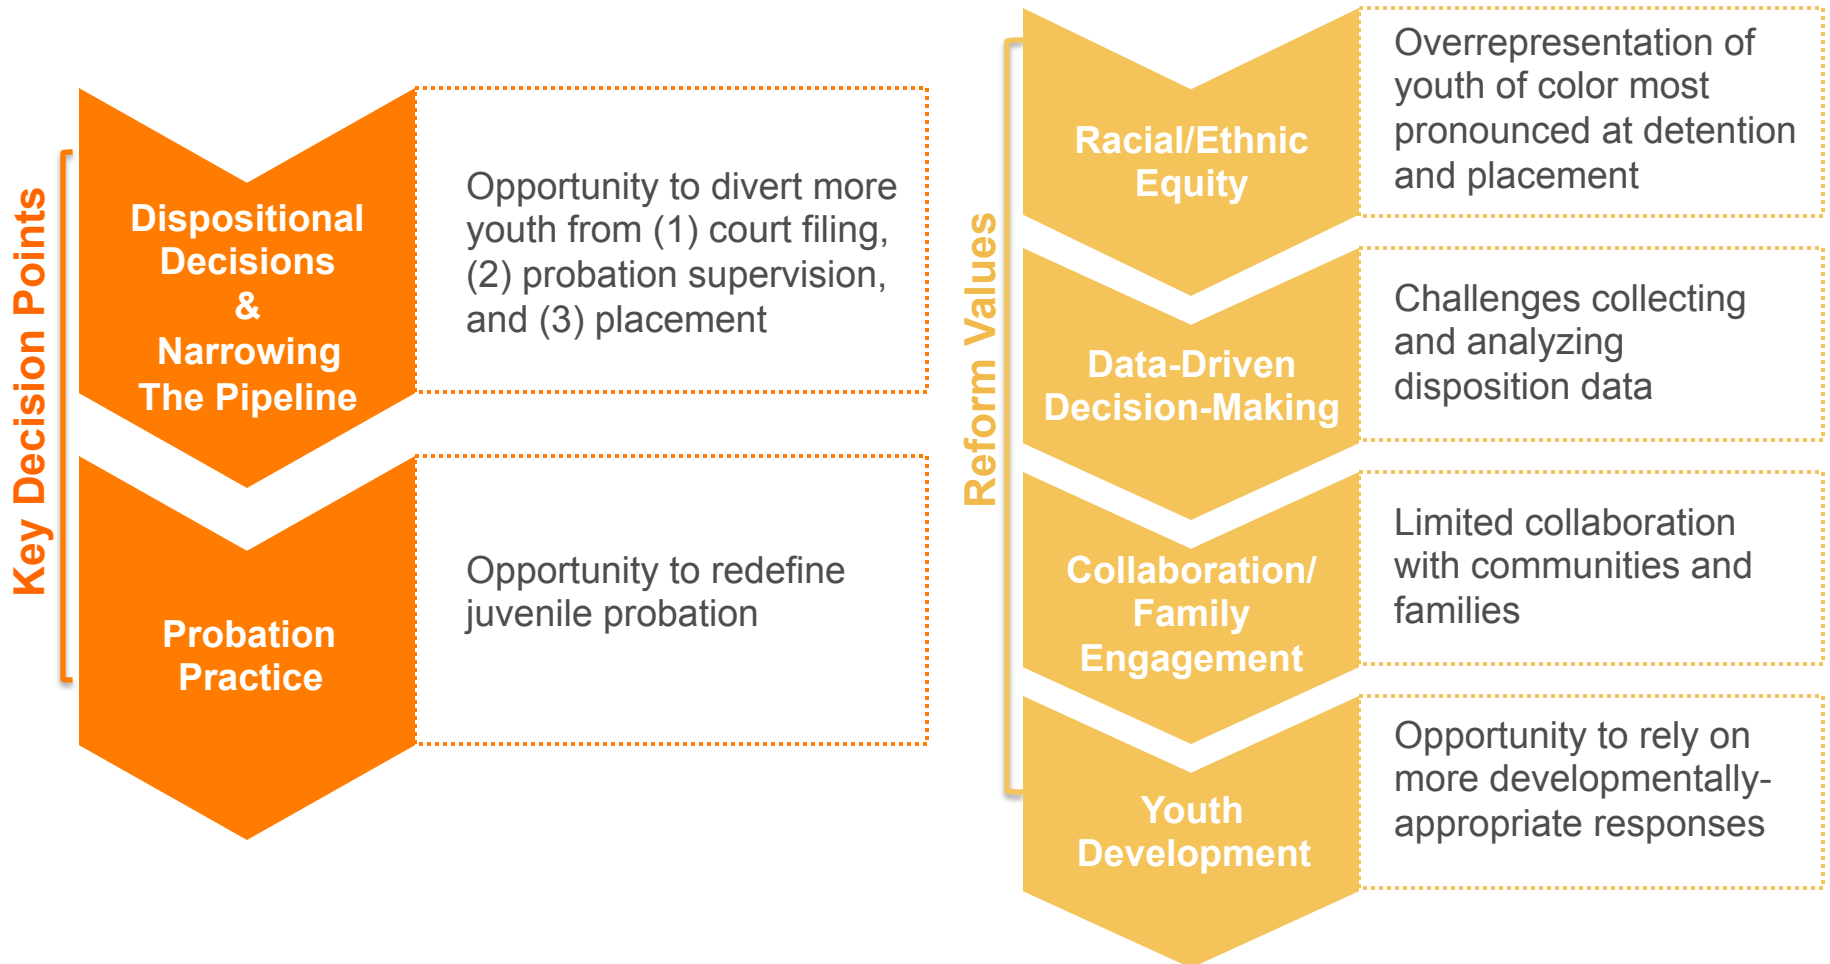 Key Decision Points
Dispositional
Decisions
&
Narrowing
The Pipeline
Opportunity to divert more
youth from (1) court filing,
(2) probation supervision,
and (3) placement
Probation
Practice
Opportunity to redefine
juvenile probation
Reform Values
Racial/Ethnic
Equity
Overrepresentation of
youth of color most
pronounced at detention
and placement
Data-Driven
Decision-Making
Challenges collecting
and analyzing
disposition data
Collaboration/
Family
Engagement
Limited collaboration
with communities and
families
Youth
Development
Opportunity to rely on
more developmentally-
appropriate responses